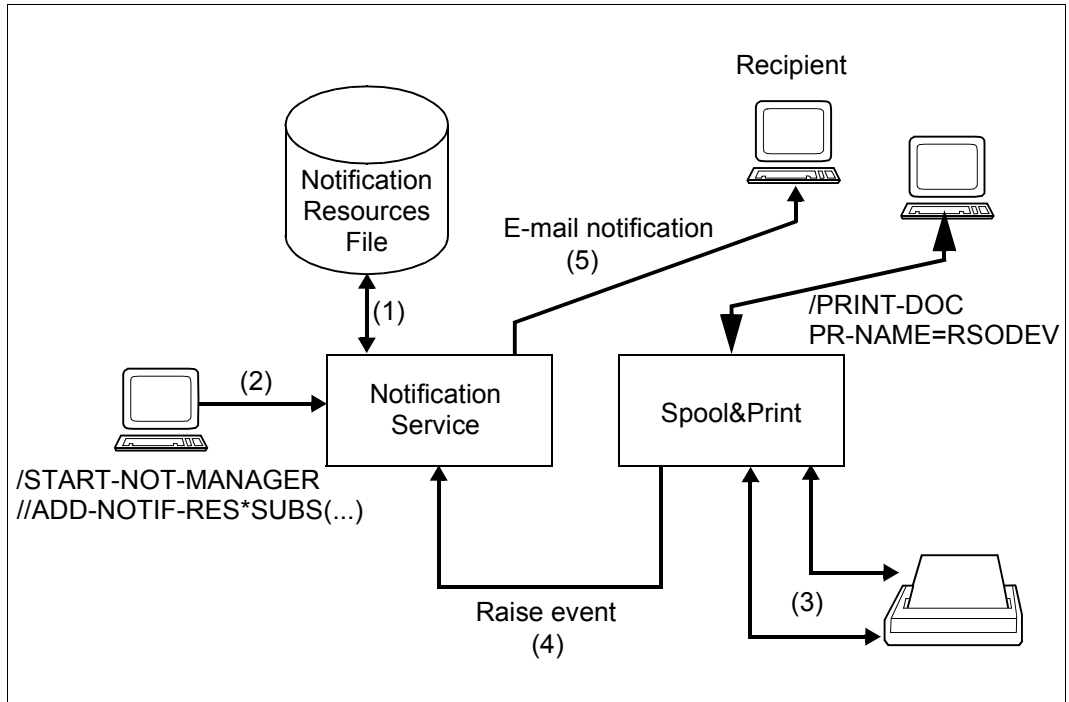 Recipient
Notification
Resources
File
E-mail notification
(5)
(1)
/PRINT-DOC
PR-NAME=RSODEV
(2)
Notification
Service
Spool&Print
/START-NOT-MANAGER
//ADD-NOTIF-RES*SUBS(...)
(3)
Raise event
(4)